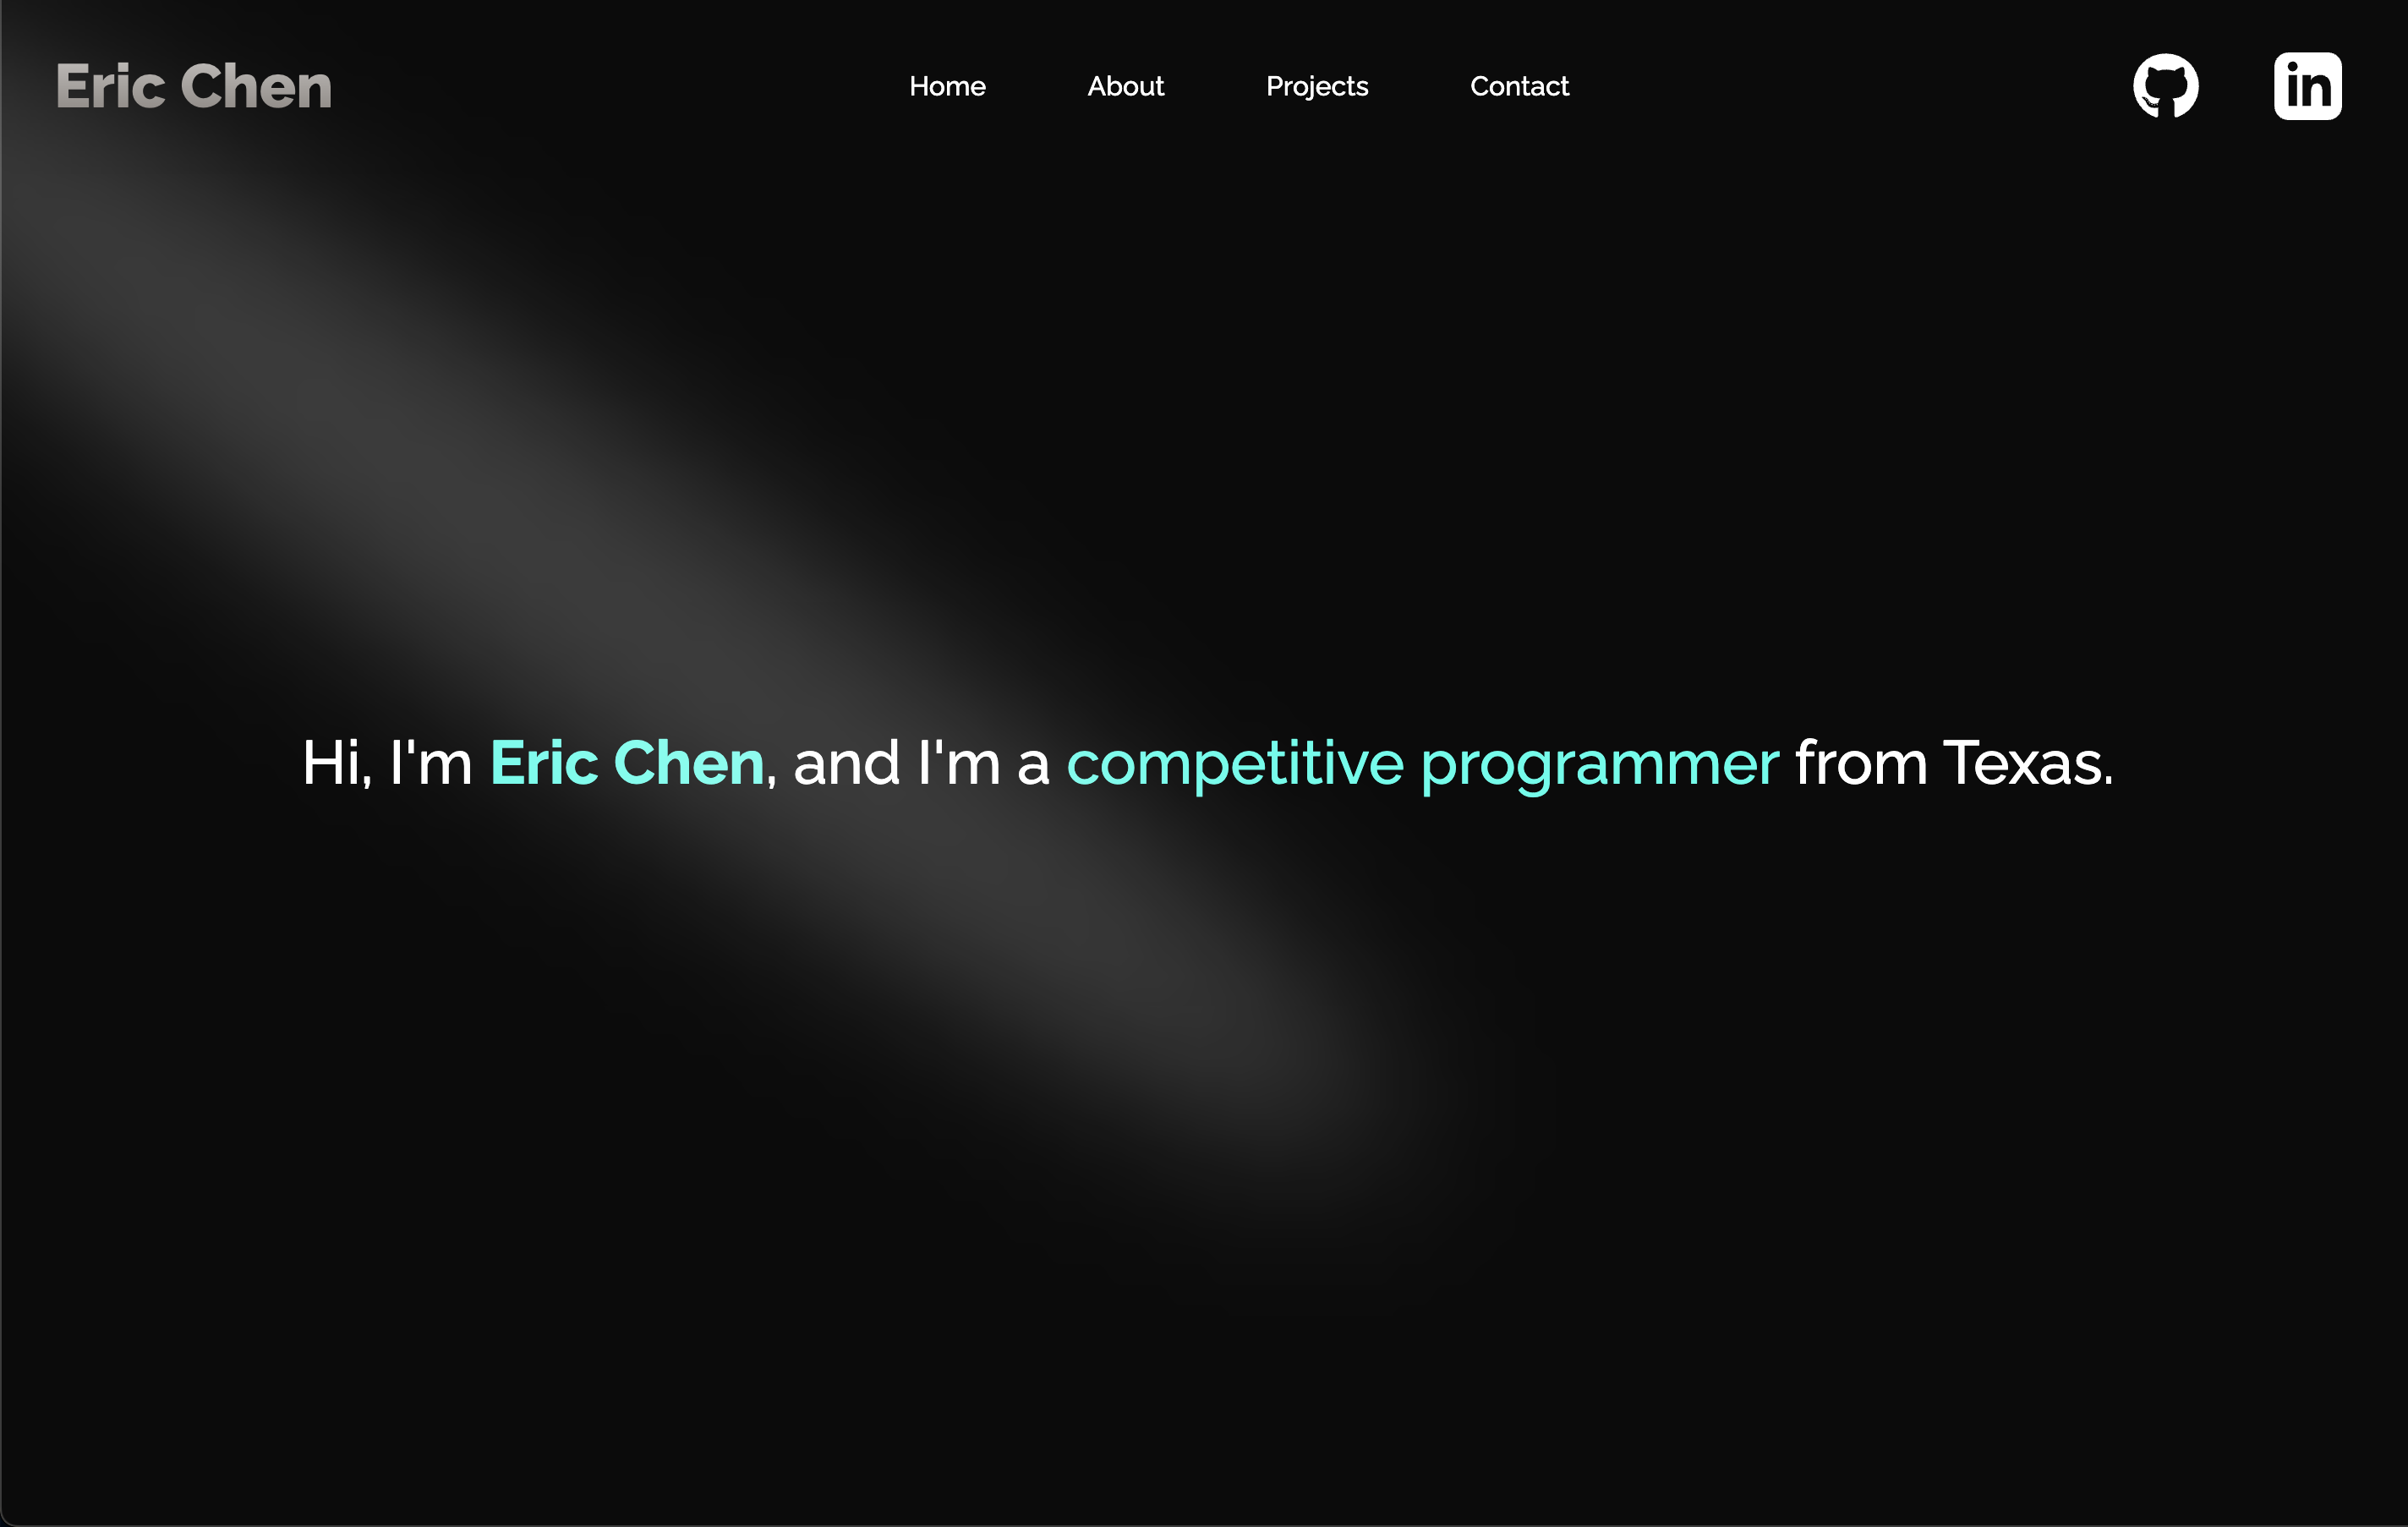 Eric Chen
Home About Projects Contact
in
Hi, I'm Eric Chen, and I'm a competitive programmer from Texas.